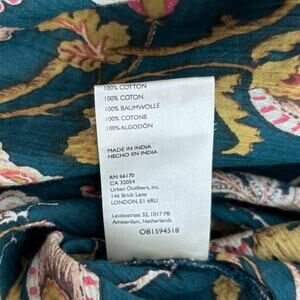 100% COTTON
100% COTON
100% BAUMWOLLE
100% COTONE
100% ALGODÓN
MADE IN INDIA
HECHO EN INDIA
RN 66170
CA 32054
Urban Outfitters, Inc.
146 Brick Lane
LONDON, E1 6RU
Leidsestraat 32, 1017 PB
Amsterdam, Netherlands
OB1594518